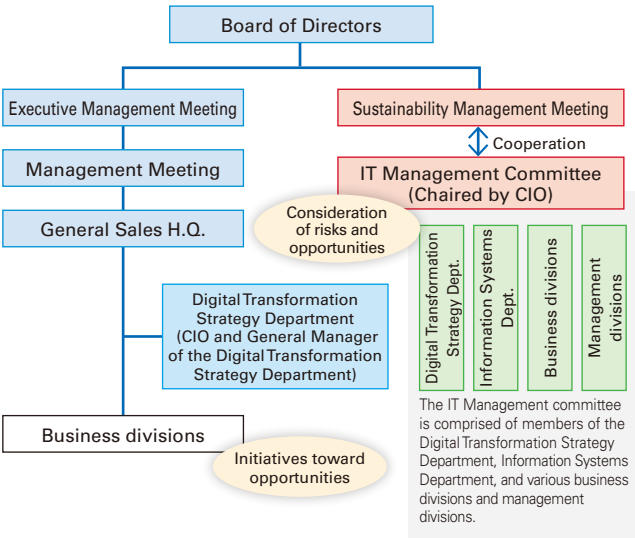 Board of Directors
Executive Management Meeting
Sustainability Management Meeting
Cooperation
Management Meeting
IT Management Committee
(Chaired by CIO)
General Sales H.Q.
Consideration
of risks and
opportunities
Digital Transformation
Strategy Dept.
Information Systems
Dept.
Business divisions
Management
divisions
Digital Transformation
Strategy Department
(CIO and General Manager
of the Digital Transformation
Strategy Department)
The IT Management committee
is comprised of members of the
Digital Transformation Strategy
Department, Information Systems
Department, and various business
divisions and management
divisions.
Business divisions
Initiatives toward
opportunities